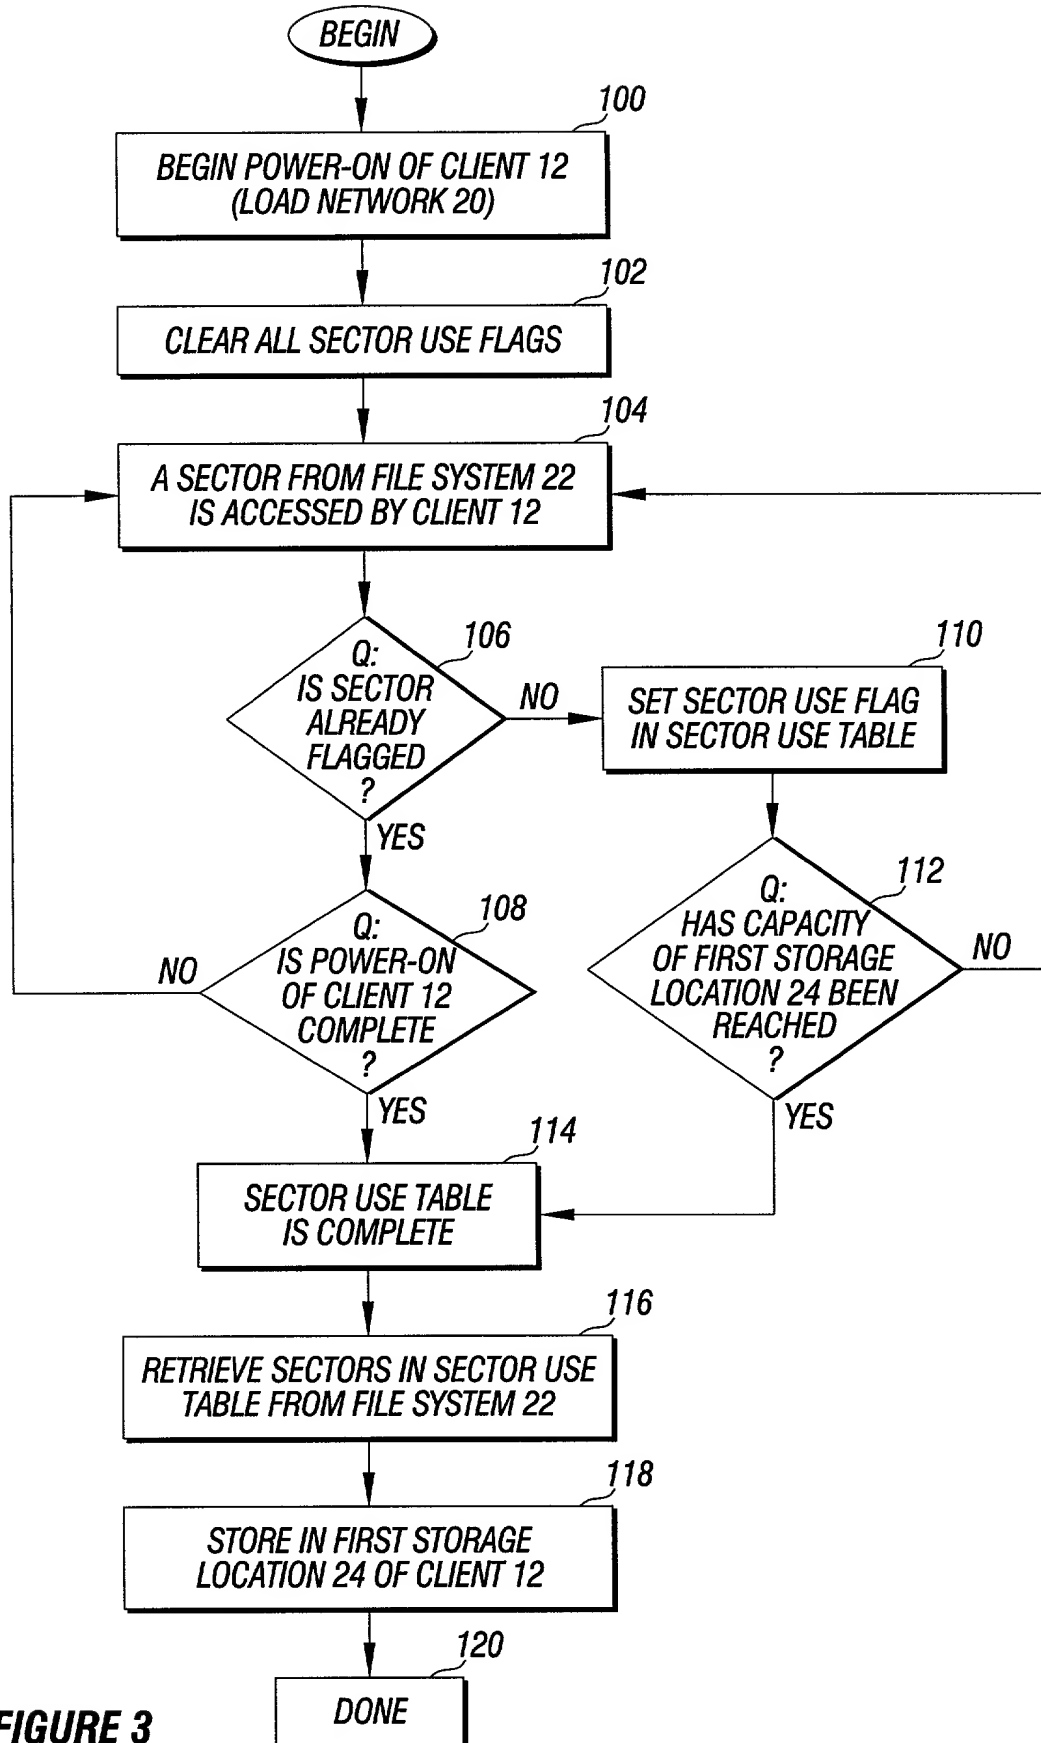 BEGIN
100
BEGIN POWER-ON OF CLIENT 12
(LOAD NETWORK 20)
102
CLEAR ALL SECTOR USE FLAGS
104
A SECTOR FROM FILE SYSTEM 22
IS ACCESSED BY CLIENT 12
106
Q:
IS SECTOR
ALREADY
FLAGGED
?
NO
YES
110
SET SECTOR USE FLAG
IN SECTOR USE TABLE
108
Q:
IS POWER-ON
OF CLIENT 12
COMPLETE
?
NO
YES
112
Q:
HAS CAPACITY
OF FIRST STORAGE
LOCATION 24 BEEN
REACHED
?
NO
YES
114
SECTOR USE TABLE
IS COMPLETE
116
RETRIEVE SECTORS IN SECTOR USE
TABLE FROM FILE SYSTEM 22
118
STORE IN FIRST STORAGE
LOCATION 24 OF CLIENT 12
120
DONE
FIGURE 3